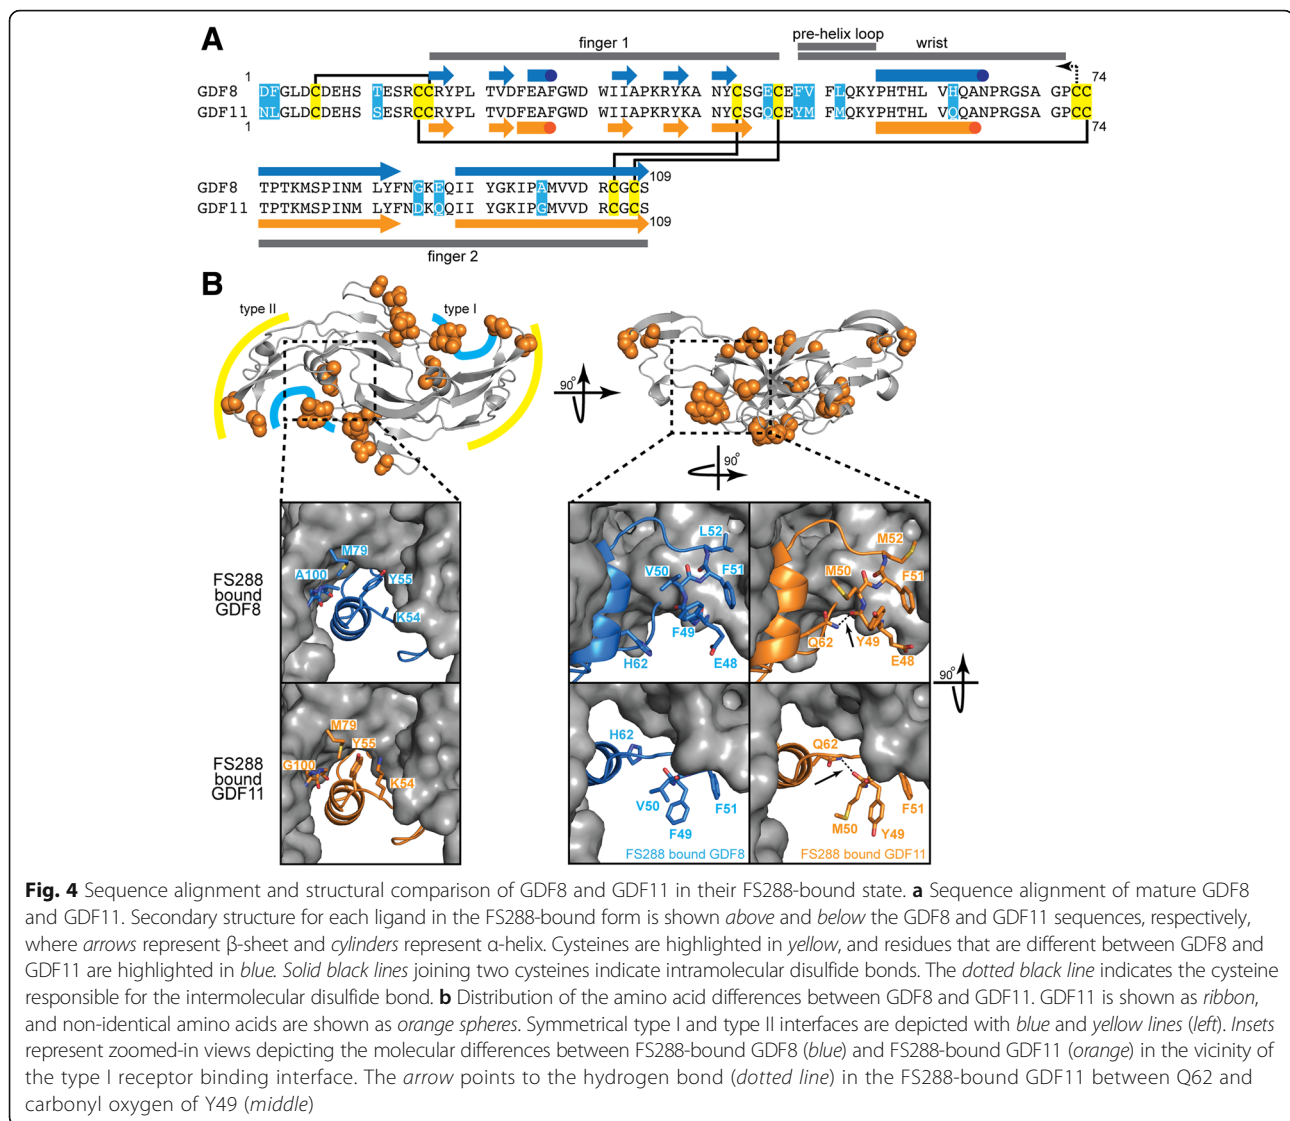 A
finger 1
pre-helix loop
wrist
1 74
GDF8 DFGLDCDEHS TESRCCRYPL TVDFEAFGWD WIIAPKRYKA NYCSGECEFV FLQKYPHTHL VHQANPRGSA GPCC
GDF11 NLGLDCDEHS SESRCCRYPL TVDFEAFGWD WIIAPKRYKA NYCSGQCEYM FMQKYPHTHL VQQANPRGSA GPCC
1 74
109
GDF8 TPTKMSPINM LYFNGKEQII YGKIPAMVVD RCGCS
GDF11 TPTKMSPINM LYFNDKQQII YGKIPGMVVD RCGCS
109
finger 2
B
type II type I
90°
90°
FS288 bound GDF8
M79
A100
Y55
K54
L52
V50
F51
F49
H62
E48
M52
M50
F51
Q62
Y49
E48
90°
FS288 bound GDF11
M79
Y55
G100
K54
H62
V50
F51
F49
FS288 bound GDF8
Q62
F51
M50
Y49
FS288 bound GDF11
Fig. 4 Sequence alignment and structural comparison of GDF8 and GDF11 in their FS288-bound state. a Sequence alignment of mature GDF8
and GDF11. Secondary structure for each ligand in the FS288-bound form is shown above and below the GDF8 and GDF11 sequences, respectively,
where arrows represent β-sheet and cylinders represent α-helix. Cysteines are highlighted in yellow, and residues that are different between GDF8 and
GDF11 are highlighted in blue. Solid black lines joining two cysteines indicate intramolecular disulfide bonds. The dotted black line indicates the cysteine
responsible for the intermolecular disulfide bond. b Distribution of the amino acid differences between GDF8 and GDF11. GDF11 is shown as ribbon,
and non-identical amino acids are shown as orange spheres. Symmetrical type I and type II interfaces are depicted with blue and yellow lines (left). Insets
represent zoomed-in views depicting the molecular differences between FS288-bound GDF8 (blue) and FS288-bound GDF11 (orange) in the vicinity of
the type I receptor binding interface. The arrow points to the hydrogen bond (dotted line) in the FS288-bound GDF11 between Q62 and
carbonyl oxygen of Y49 (middle)